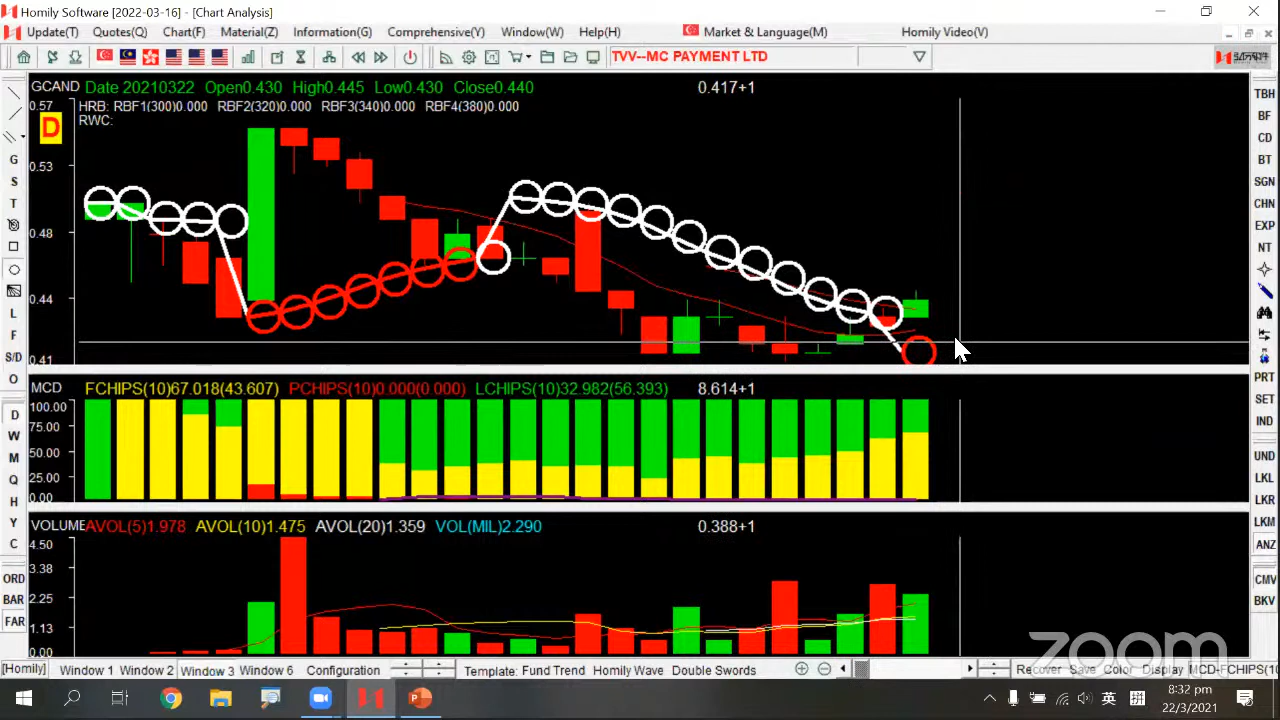 Homily Software [2022-03-16] - [Chart Analysis]
Update(T) Quotes(Q) Chart(F) Material(Z) Information(G) Comprehensive(Y) Window(W) Help(H) Market & Language(M) Homily Video(V)
TVV--MC PAYMENT LTD
GCAND Date 20210322 Open0.430 High0.445 Low0.430 Close0.440 0.417+1
0.57 HRB: RBF1(300)0.000 RBF2(320)0.000 RBF3(340)0.000 RBF4(380)0.000
RWC:
D
0.53
0.48
0.44
0.41
MCD FCHIPS(10)67.018(43.607) PCHIPS(10)0.000(0.000) LCHIPS(10)32.982(56.393) 8.614+1
100.00
75.00
50.00
25.00
0.00
VOLUME AVOL(5)1.978 AVOL(10)1.475 AVOL(20)1.359 VOL(MIL)2.290 0.388+1
4.50
3.38
2.25
1.13
0.00
G
S
T
L
F
S/D
O
D
W
M
Q
H
Y
C
ORD
BAR
FAR
TBH
BF
CD
BT
SGN
CHN
EXP
NT
PRT
SET
IND
UND
LKL
LKR
LKM
ANZ
CMV
BKV
zoom
[Homily] Window 1 Window 2 Window 3 Window 6 Configuration Template: Fund Trend Homily Wave Double Swords Recover Save Color Display MCD-FCHIPS(10
英 8:32 pm
22/3/2021